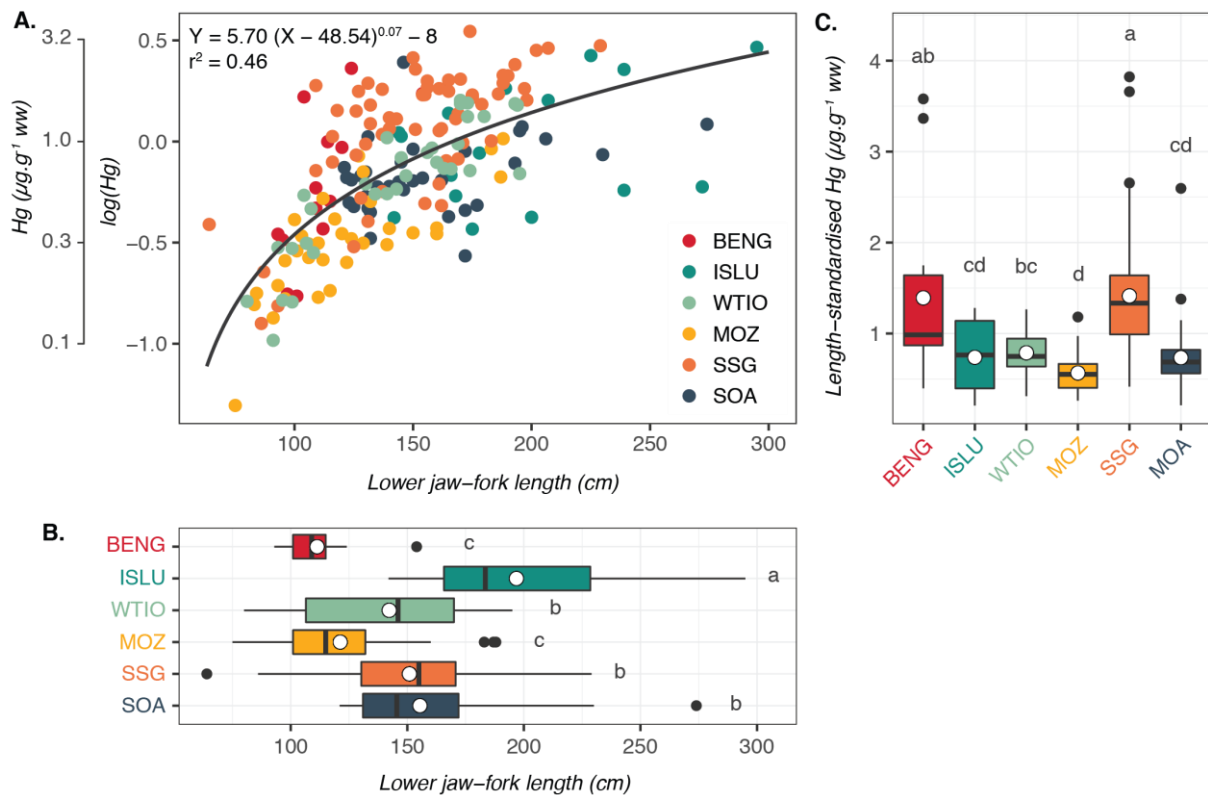 A.
Y = 5.70 (X − 48.54)^0.07 − 8
r² = 0.46
Hg (µg.g⁻¹ ww)
3.2
1.0
0.3
0.1
log(Hg)
0.5
0.0
−0.5
−1.0
BENG
ISLU
WTIO
MOZ
SSG
SOA
100 150 200 250 300
Lower jaw−fork length (cm)
B.
BENG c
ISLU a
WTIO b
MOZ c
SSG b
SOA b
100 150 200 250 300
Lower jaw−fork length (cm)
C.
Length−standardised Hg (µg.g⁻¹ ww)
4
3
2
1
ab cd bc d a cd
BENG ISLU WTIO MOZ SSG MOA